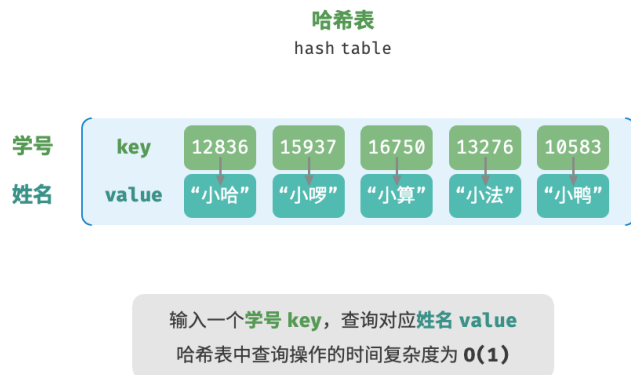 哈希表
hash table
学号 key 12836 15937 16750 13276 10583
姓名 value “小哈” “小啰” “小算” “小法” “小鸭”
输入一个学号 key，查询对应姓名 value
哈希表中查询操作的时间复杂度为 O(1)